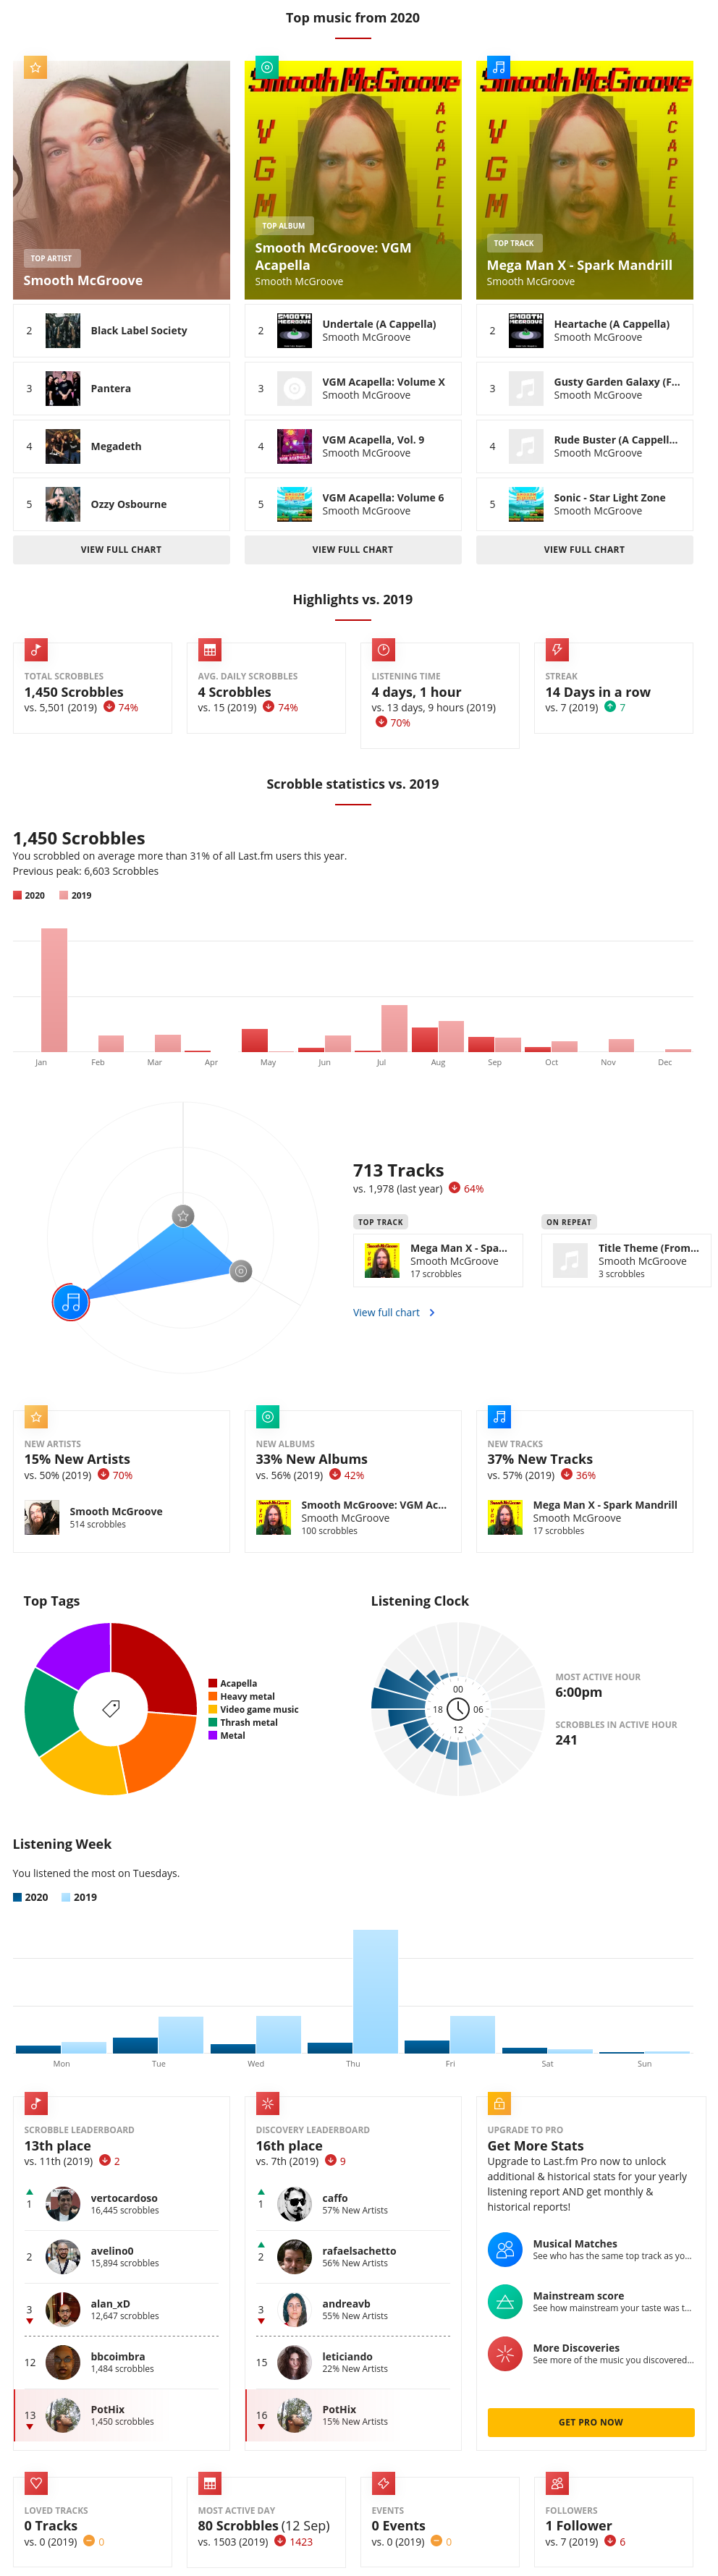 Top music from 2020
TOP ARTIST
Smooth McGroove
2
Black Label Society
3
Pantera
4
Megadeth
5
Ozzy Osbourne
VIEW FULL CHART
Smooth McGroove
VGM
ACAPELLA
TOP ALBUM
Smooth McGroove: VGM
Acapella
Smooth McGroove
2
Undertale (A Cappella)
Smooth McGroove
3
VGM Acapella: Volume X
Smooth McGroove
4
VGM Acapella, Vol. 9
Smooth McGroove
5
VGM Acapella: Volume 6
Smooth McGroove
VIEW FULL CHART
Smooth McGroove
VGM
ACAPELLA
TOP TRACK
Mega Man X - Spark Mandrill
Smooth McGroove
2
Heartache (A Cappella)
Smooth McGroove
3
Gusty Garden Galaxy (F...
Smooth McGroove
4
Rude Buster (A Cappell...
Smooth McGroove
5
Sonic - Star Light Zone
Smooth McGroove
VIEW FULL CHART
Highlights vs. 2019
TOTAL SCROBBLES
1,450 Scrobbles
vs. 5,501 (2019) 74%
AVG. DAILY SCROBBLES
4 Scrobbles
vs. 15 (2019) 74%
LISTENING TIME
4 days, 1 hour
vs. 13 days, 9 hours (2019)
70%
STREAK
14 Days in a row
vs. 7 (2019) 7
Scrobble statistics vs. 2019
1,450 Scrobbles
You scrobbled on average more than 31% of all Last.fm users this year.
Previous peak: 6,603 Scrobbles
2020 2019
Jan Feb Mar Apr May Jun Jul Aug Sep Oct Nov Dec
713 Tracks
vs. 1,978 (last year) 64%
TOP TRACK
Mega Man X - Spa...
Smooth McGroove
17 scrobbles
ON REPEAT
Title Theme (From...
Smooth McGroove
3 scrobbles
View full chart
NEW ARTISTS
15% New Artists
vs. 50% (2019) 70%
Smooth McGroove
514 scrobbles
NEW ALBUMS
33% New Albums
vs. 56% (2019) 42%
Smooth McGroove: VGM Ac...
Smooth McGroove
100 scrobbles
NEW TRACKS
37% New Tracks
vs. 57% (2019) 36%
Mega Man X - Spark Mandrill
Smooth McGroove
17 scrobbles
Top Tags
Acapella
Heavy metal
Video game music
Thrash metal
Metal
Listening Clock
00
18 06
12
MOST ACTIVE HOUR
6:00pm
SCROBBLES IN ACTIVE HOUR
241
Listening Week
You listened the most on Tuesdays.
2020 2019
Mon Tue Wed Thu Fri Sat Sun
SCROBBLE LEADERBOARD
13th place
vs. 11th (2019) 2
1
vertocardoso
16,445 scrobbles
2
avelino0
15,894 scrobbles
3
alan_xD
12,647 scrobbles
12
bbcoimbra
1,484 scrobbles
13
PotHix
1,450 scrobbles
DISCOVERY LEADERBOARD
16th place
vs. 7th (2019) 9
1
caffo
57% New Artists
2
rafaelsachetto
56% New Artists
3
andreavb
55% New Artists
15
leticiando
22% New Artists
16
PotHix
15% New Artists
UPGRADE TO PRO
Get More Stats
Upgrade to Last.fm Pro now to unlock
additional & historical stats for your yearly
listening report AND get monthly &
historical reports!
Musical Matches
See who has the same top track as yo...
Mainstream score
See how mainstream your taste was t...
More Discoveries
See more of the music you discovered...
GET PRO NOW
LOVED TRACKS
0 Tracks
vs. 0 (2019) 0
MOST ACTIVE DAY
80 Scrobbles (12 Sep)
vs. 1503 (2019) 1423
EVENTS
0 Events
vs. 0 (2019) 0
FOLLOWERS
1 Follower
vs. 7 (2019) 6